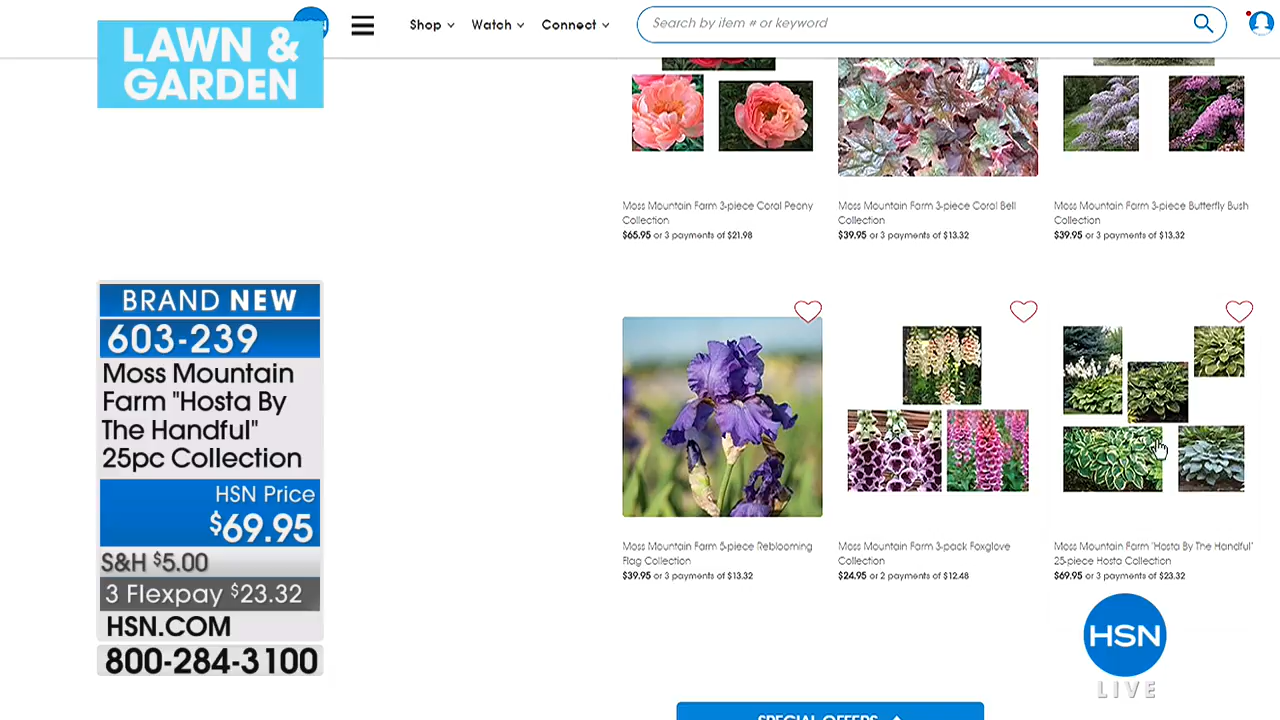 Shop
Watch
Connect
Search by item # or keyword
LAWN &
GARDEN
Moss Mountain Farm 3-piece Coral Peony
Collection
$65.95 or 3 payments of $21.98
Moss Mountain Farm 3-piece Coral Bell
Collection
$39.95 or 3 payments of $13.32
Moss Mountain Farm 3-piece Butterfly Bush
Collection
$39.95 or 3 payments of $13.32
BRAND NEW
603-239
Moss Mountain
Farm "Hosta By
The Handful"
25pc Collection
HSN Price
$69.95
S&H $5.00
3 Flexpay $23.32
HSN.COM
800-284-3100
Moss Mountain Farm 5-piece Reblooming
Flag Collection
$39.95 or 3 payments of $13.32
Moss Mountain Farm 3-pack Foxglove
Collection
$24.95 or 2 payments of $12.48
Moss Mountain Farm "Hosta By The Handful"
25-piece Hosta Collection
$69.95 or 3 payments of $23.32
HSN
LIVE
SPECIAL OFFERS